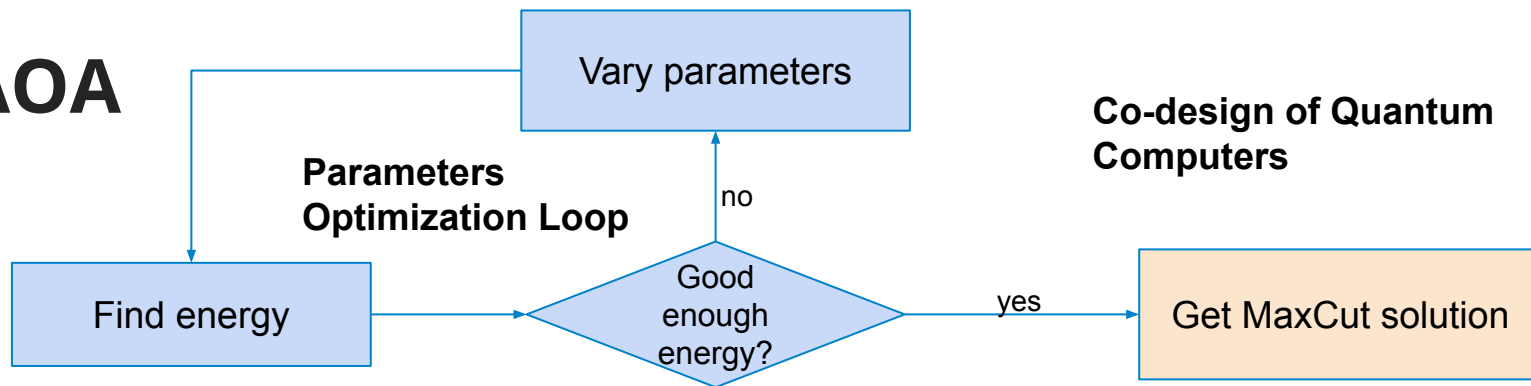 AOA
Vary parameters
Co-design of Quantum
Computers
Parameters
Optimization Loop
no
Good
enough
energy?
Find energy
yes
Get MaxCut solution